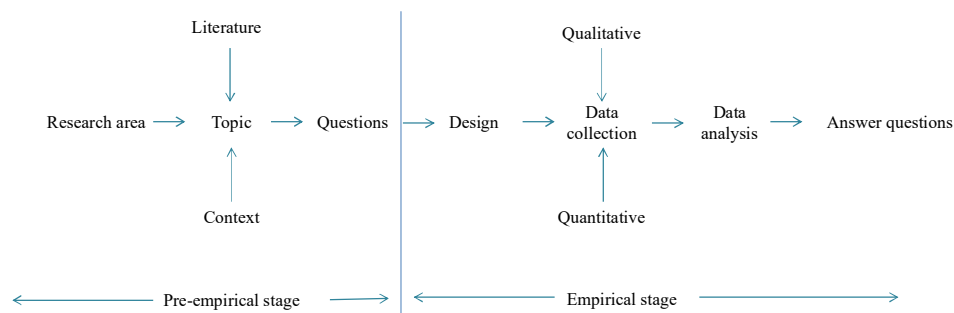 Literature
Qualitative
Research area
Topic
Questions
Design
Data
collection
Data
analysis
Answer questions
Context
Quantitative
Pre-empirical stage
Empirical stage